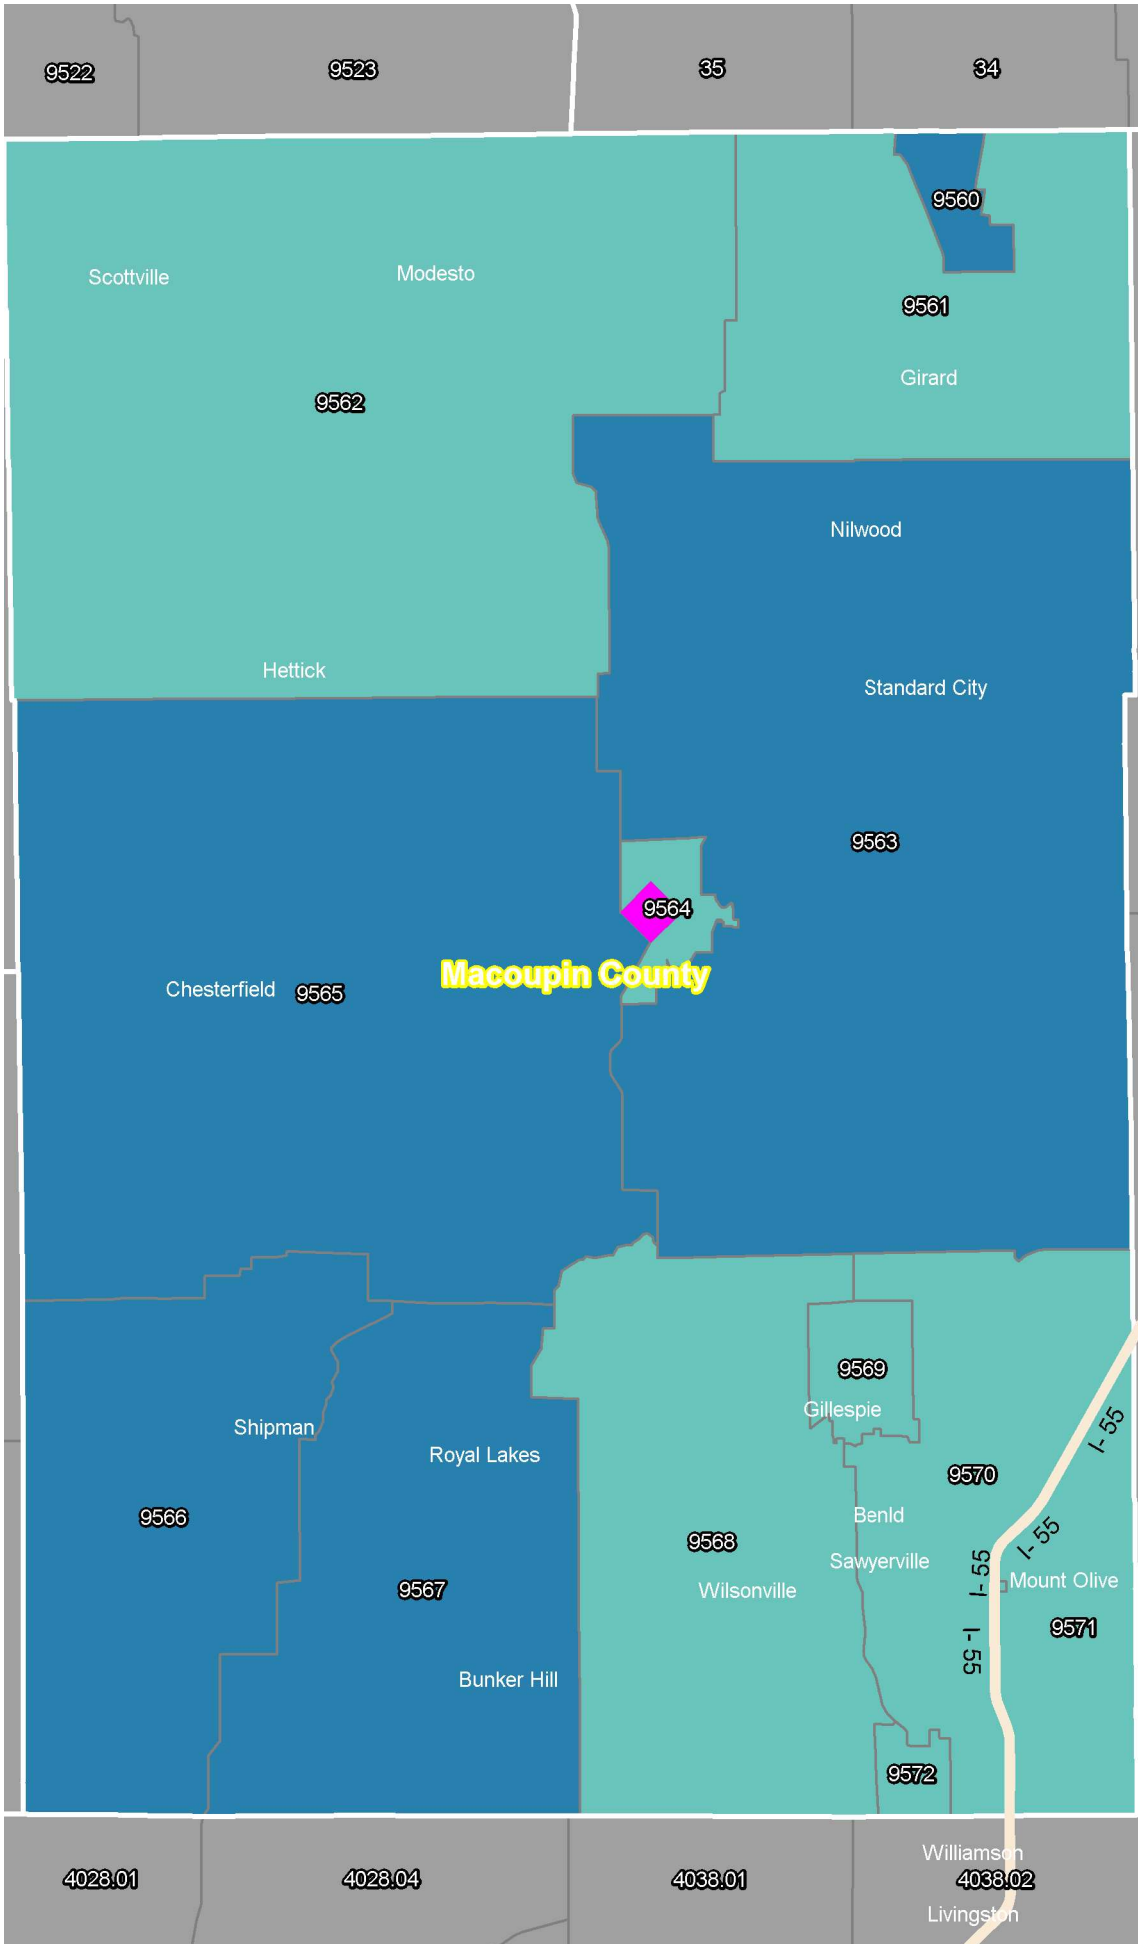 9522
9523
35
34
9560
Scottville
Modesto
9561
Girard
9562
Nilwood
Hettick
Standard City
9563
9564
Macoupin County
Chesterfield
9565
9569
Gillespie
I- 55
Shipman
Royal Lakes
9570
9566
Benld
9568
I- 55
Sawyerville
I- 55
Mount Olive
9567
Wilsonville
9571
I- 55
Bunker Hill
9572
Williamson
4028.01
4028.04
4038.01
4038.02
Livingston